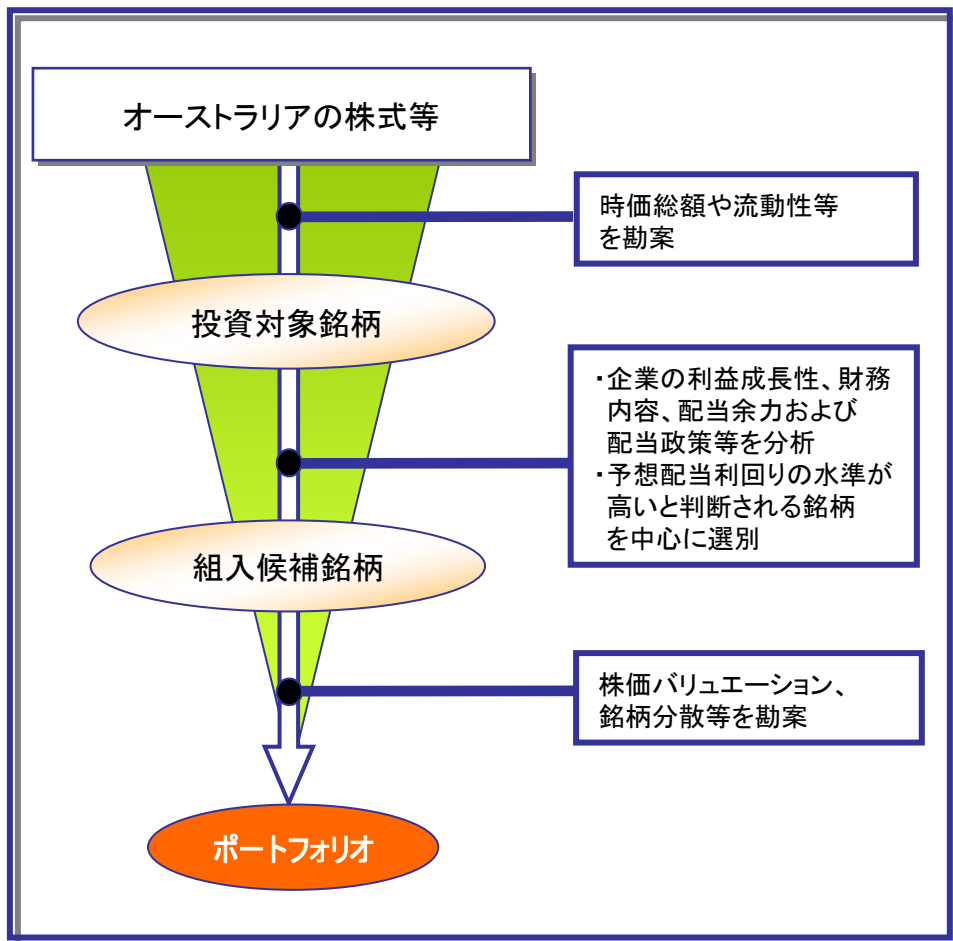 オーストラリアの株式等
時価総額や流動性等
を勘案
投資対象銘柄
・企業の利益成長性、財務
内容、配当余力および
配当政策等を分析
・予想配当利回りの水準が
高いと判断される銘柄
を中心に選別
組入候補銘柄
株価バリュエーション、
銘柄分散等を勘案
ポートフォリオ